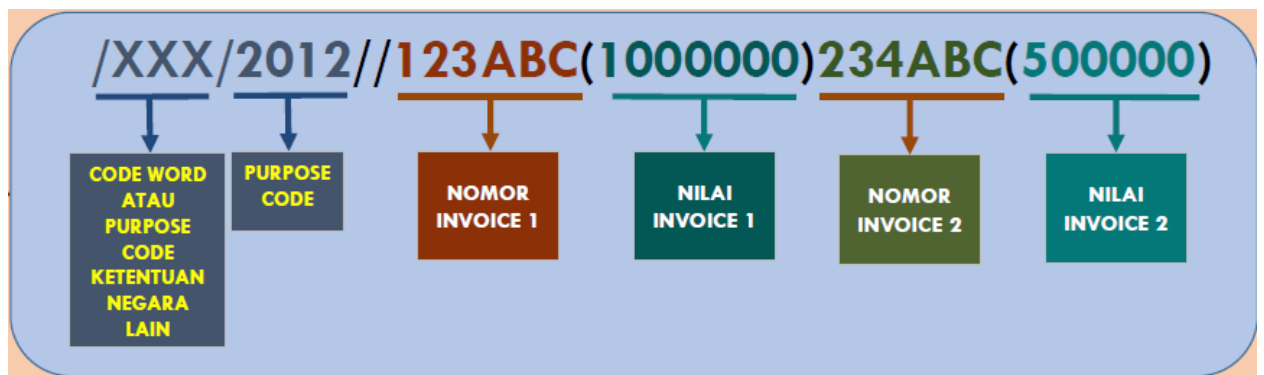 /XXX/2012//123ABC(1000000)234ABC(500000)
CODE WORD
ATAU
PURPOSE
CODE
KETENTUAN
NEGARA
LAIN
PURPOSE
CODE
NOMOR
INVOICE 1
NILAI
INVOICE 1
NOMOR
INVOICE 2
NILAI
INVOICE 2